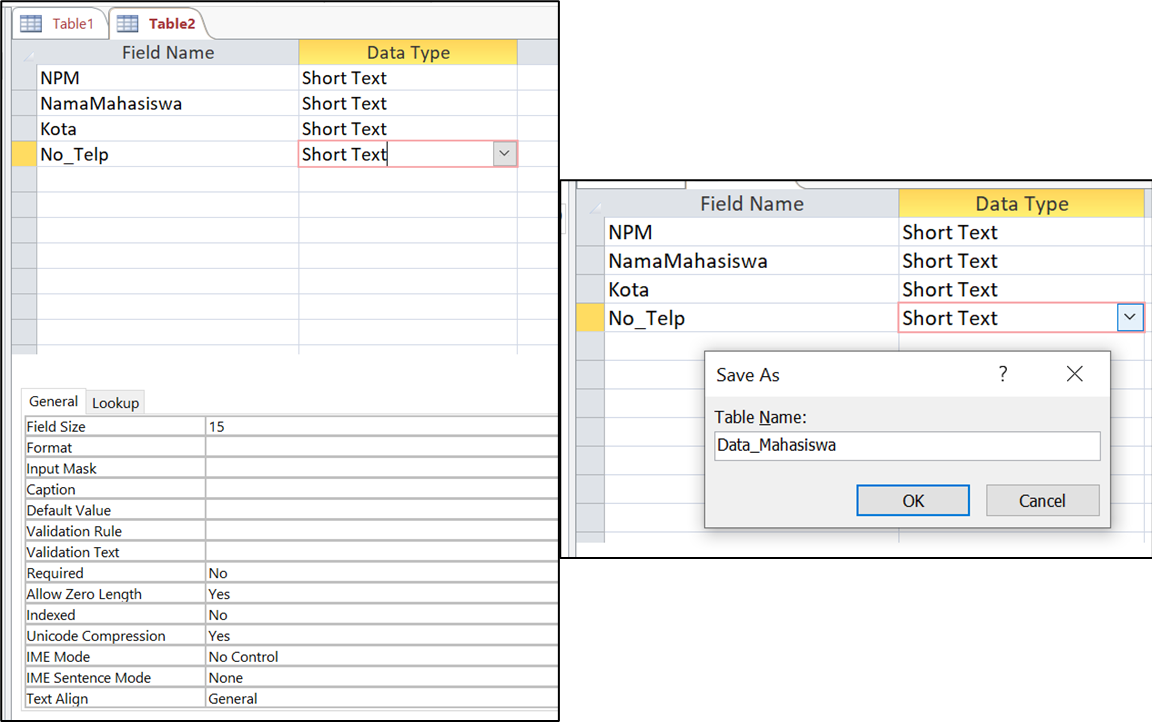 Table1 Table2
Field Name Data Type
NPM Short Text
NamaMahasiswa Short Text
Kota Short Text
No_Telp Short Text
General Lookup
Field Size 15
Format
Input Mask
Caption
Default Value
Validation Rule
Validation Text
Required No
Allow Zero Length Yes
Indexed No
Unicode Compression Yes
IME Mode No Control
IME Sentence Mode None
Text Align General
Field Name Data Type
NPM Short Text
NamaMahasiswa Short Text
Kota Short Text
No_Telp Short Text
Save As ?
Table Name:
Data_Mahasiswa
OK Cancel